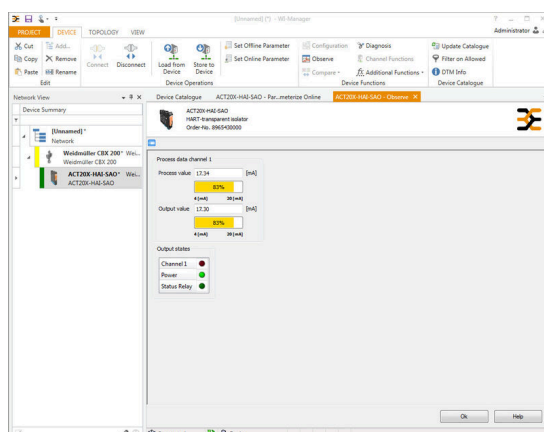 [Unnamed] (*) - WI-Manager
PROJECT DEVICE TOPOLOGY VIEW
Administrator
Cut Add...
Copy Remove
Paste Rename
Edit
Connect Disconnect
Load from Device Store to Device
Device Operations
Set Offline Parameter
Set Online Parameter
Configuration Diagnosis
Observe Channel Functions
Compare Additional Functions
Device Functions
Update Catalogue
Filter on Allowed
DTM Info
Device Catalogue
Network View
Device Summary
[Unnamed]*
Network
Weidmüller CBX 200* Wei...
Weidmüller CBX 200
ACT20X-HAI-SAO* Wei...
ACT20X-HAI-SAO
Device Catalogue ACT20X-HAI-SAO - Par...meterize Online ACT20X-HAI-SAO - Observe
ACT20X-HAI-SAO
HART-transparent isolator
Order-No. 8965430000
Process data channel 1
Process value 17.34 [mA]
83%
4 [mA] 20 [mA]
Output value 17.30 [mA]
83%
4 [mA] 20 [mA]
Output states
Channel 1
Power
Status Relay
Ok Help